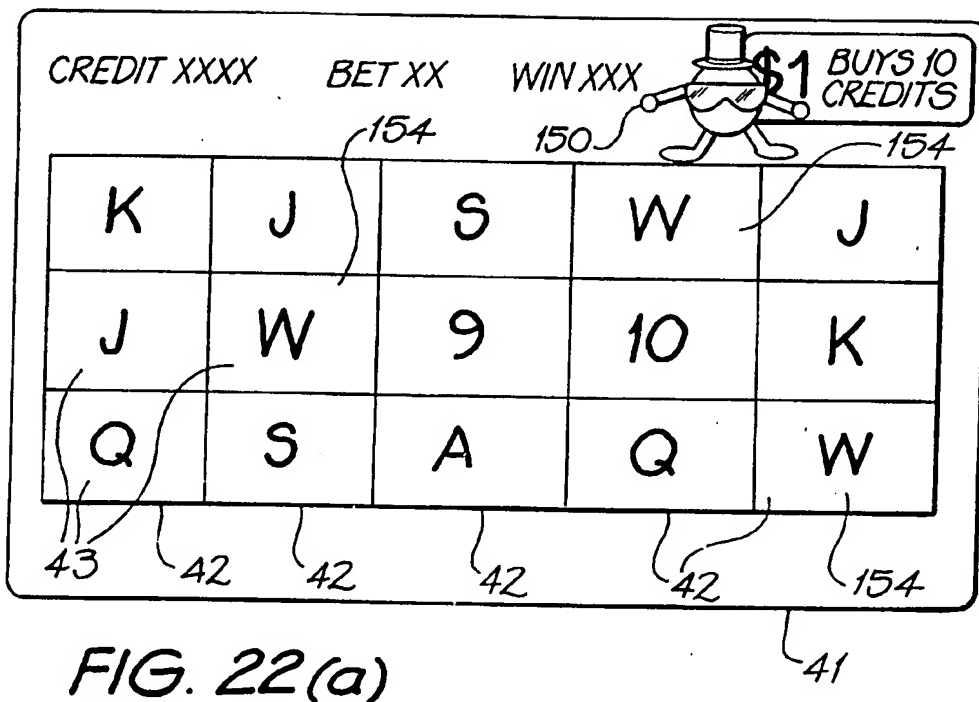 CREDIT XXXX BET XX WIN XXX $1 BUYS 10
CREDITS
154
150
154
K J S W J
J W 9 10 K
Q S A Q W
43 42 42 42 42 154
41
FIG. 22(a)